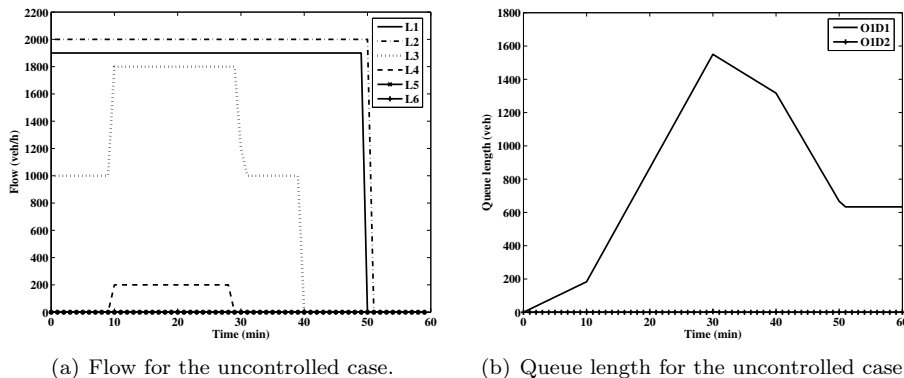 2200
2000
1800
1600
1400
1200
1000
800
600
400
200
0
Flow (veh/h)
0 10 20 30 40 50 60
Time (min)
L1
L2
L3
L4
L5
L6
(a) Flow for the uncontrolled case.
1800
1600
1400
1200
1000
800
600
400
200
0
Queue length (veh)
0 10 20 30 40 50 60
Time (min)
O1D1
O1D2
(b) Queue length for the uncontrolled case